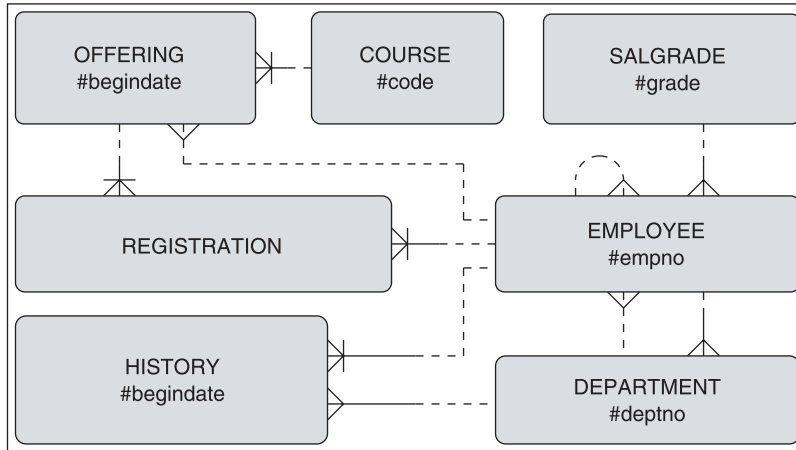 OFFERING
#begindate
COURSE
#code
SALGRADE
#grade
REGISTRATION
EMPLOYEE
#empno
HISTORY
#begindate
DEPARTMENT
#deptno